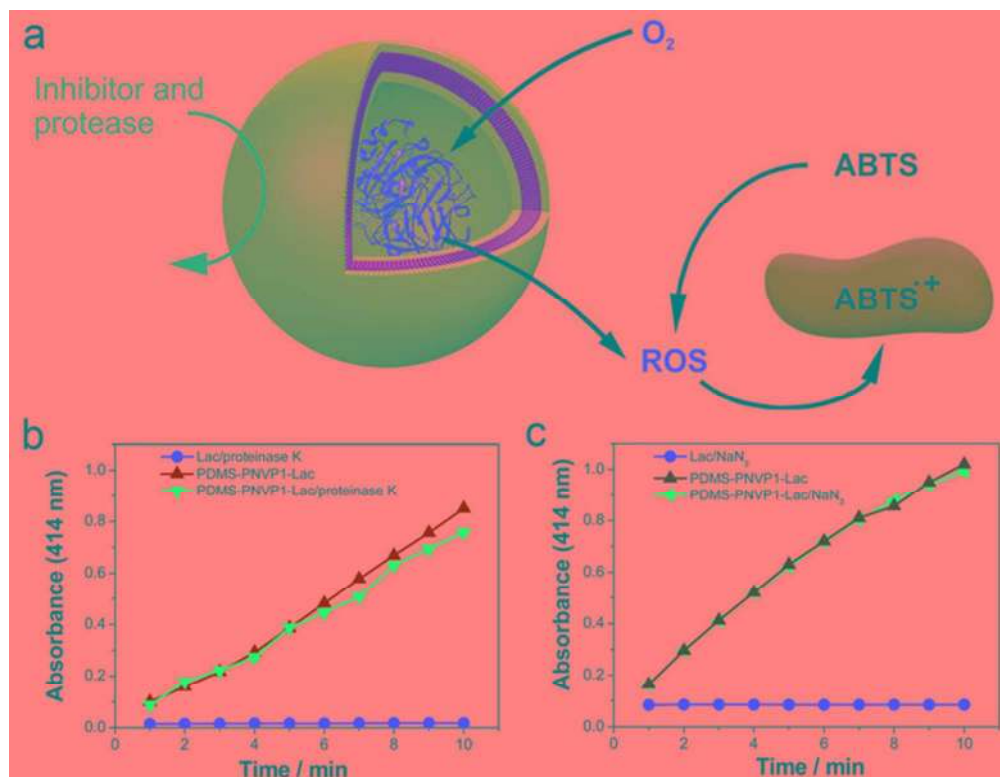 a
O₂
Inhibitor and
protease
ABTS
ABTS·+
ROS
b
Lac/proteinase K
PDMS-PNVP1-Lac
PDMS-PNVP1-Lac/proteinase K
Absorbance (414 nm)
1.0
0.8
0.6
0.4
0.2
0.0
0 2 4 6 8 10
Time / min
c
Lac/NaN₃
PDMS-PNVP1-Lac
PDMS-PNVP1-Lac/NaN₃
Absorbance (414 nm)
1.0
0.8
0.6
0.4
0.2
0.0
0 2 4 6 8 10
Time / min